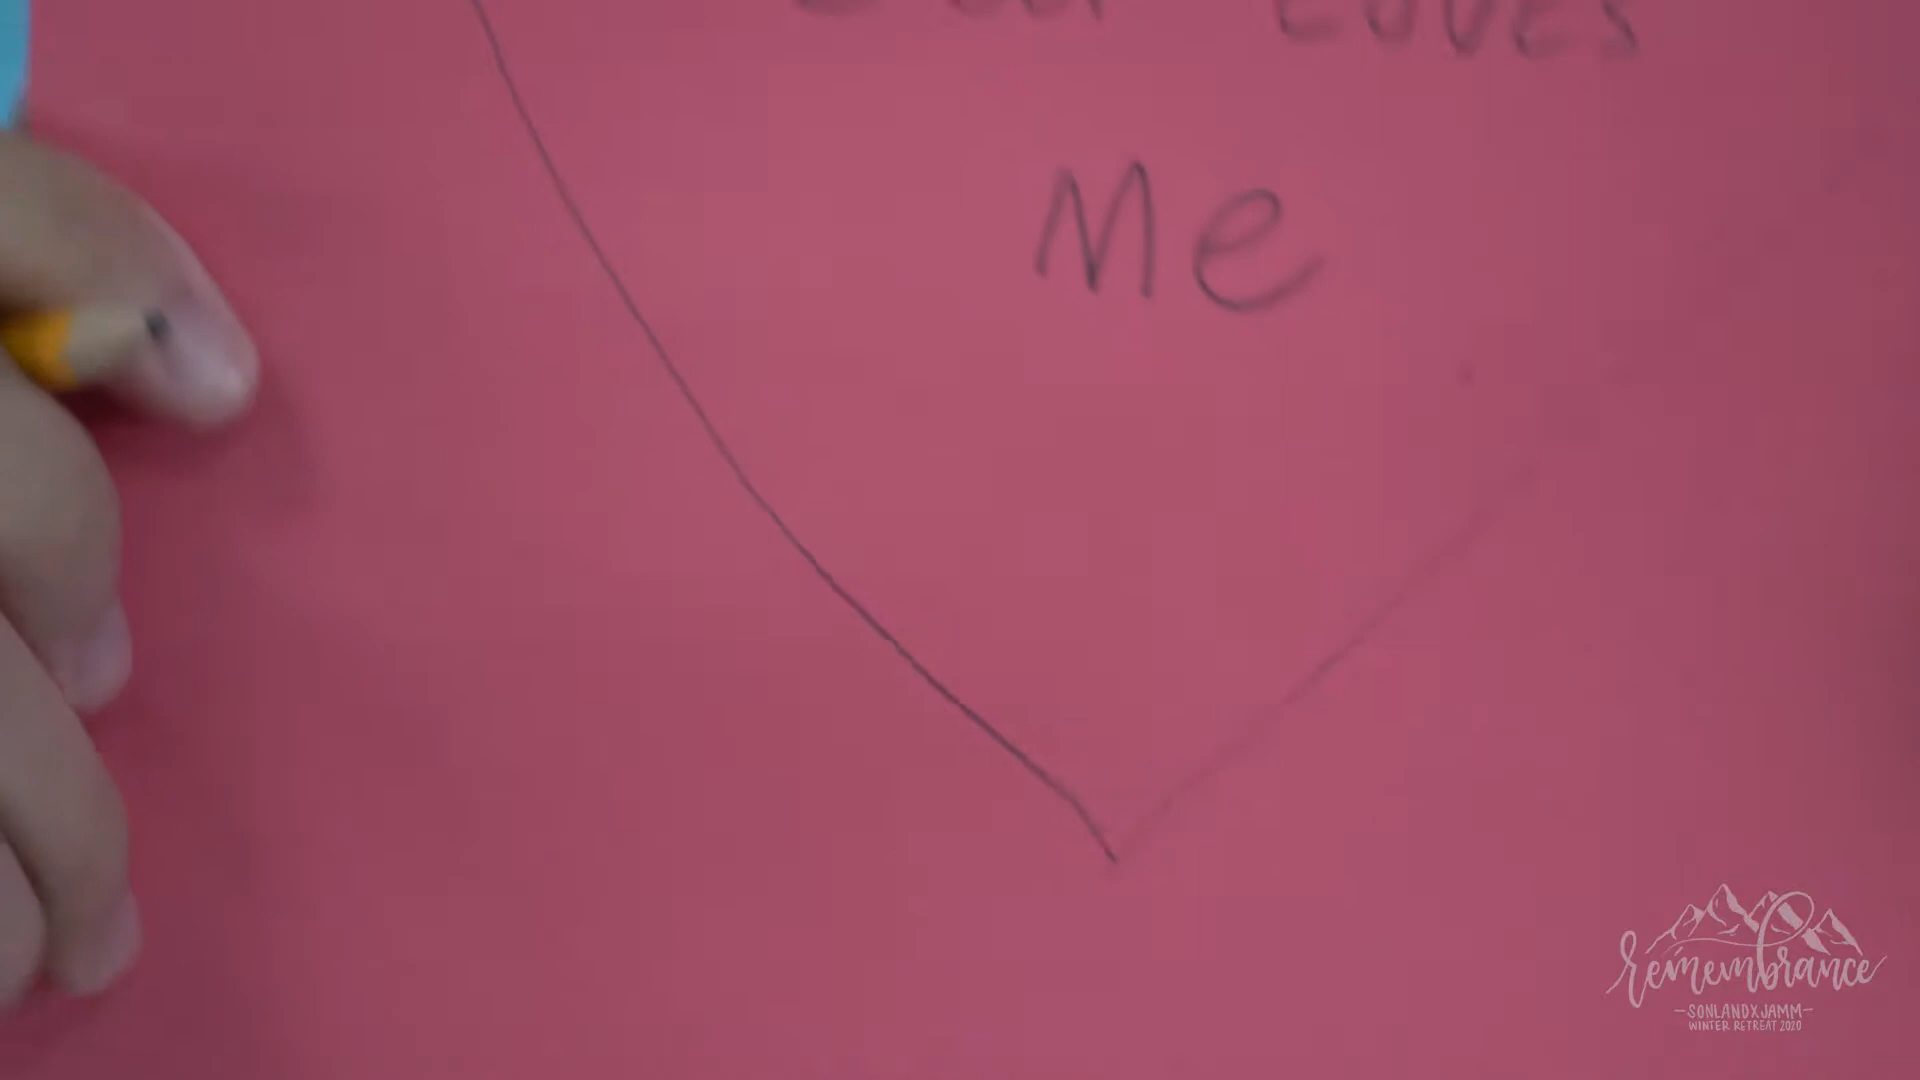 LOVES
Me
remembrance
-SONLANDXJAMM-
WINTER RETREAT 2020